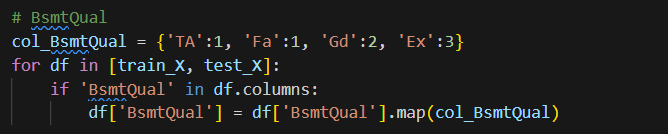 # BsmtQual
col_BsmtQual = {'TA':1, 'Fa':1, 'Gd':2, 'Ex':3}
for df in [train_X, test_X]:
    if 'BsmtQual' in df.columns:
        df['BsmtQual'] = df['BsmtQual'].map(col_BsmtQual)